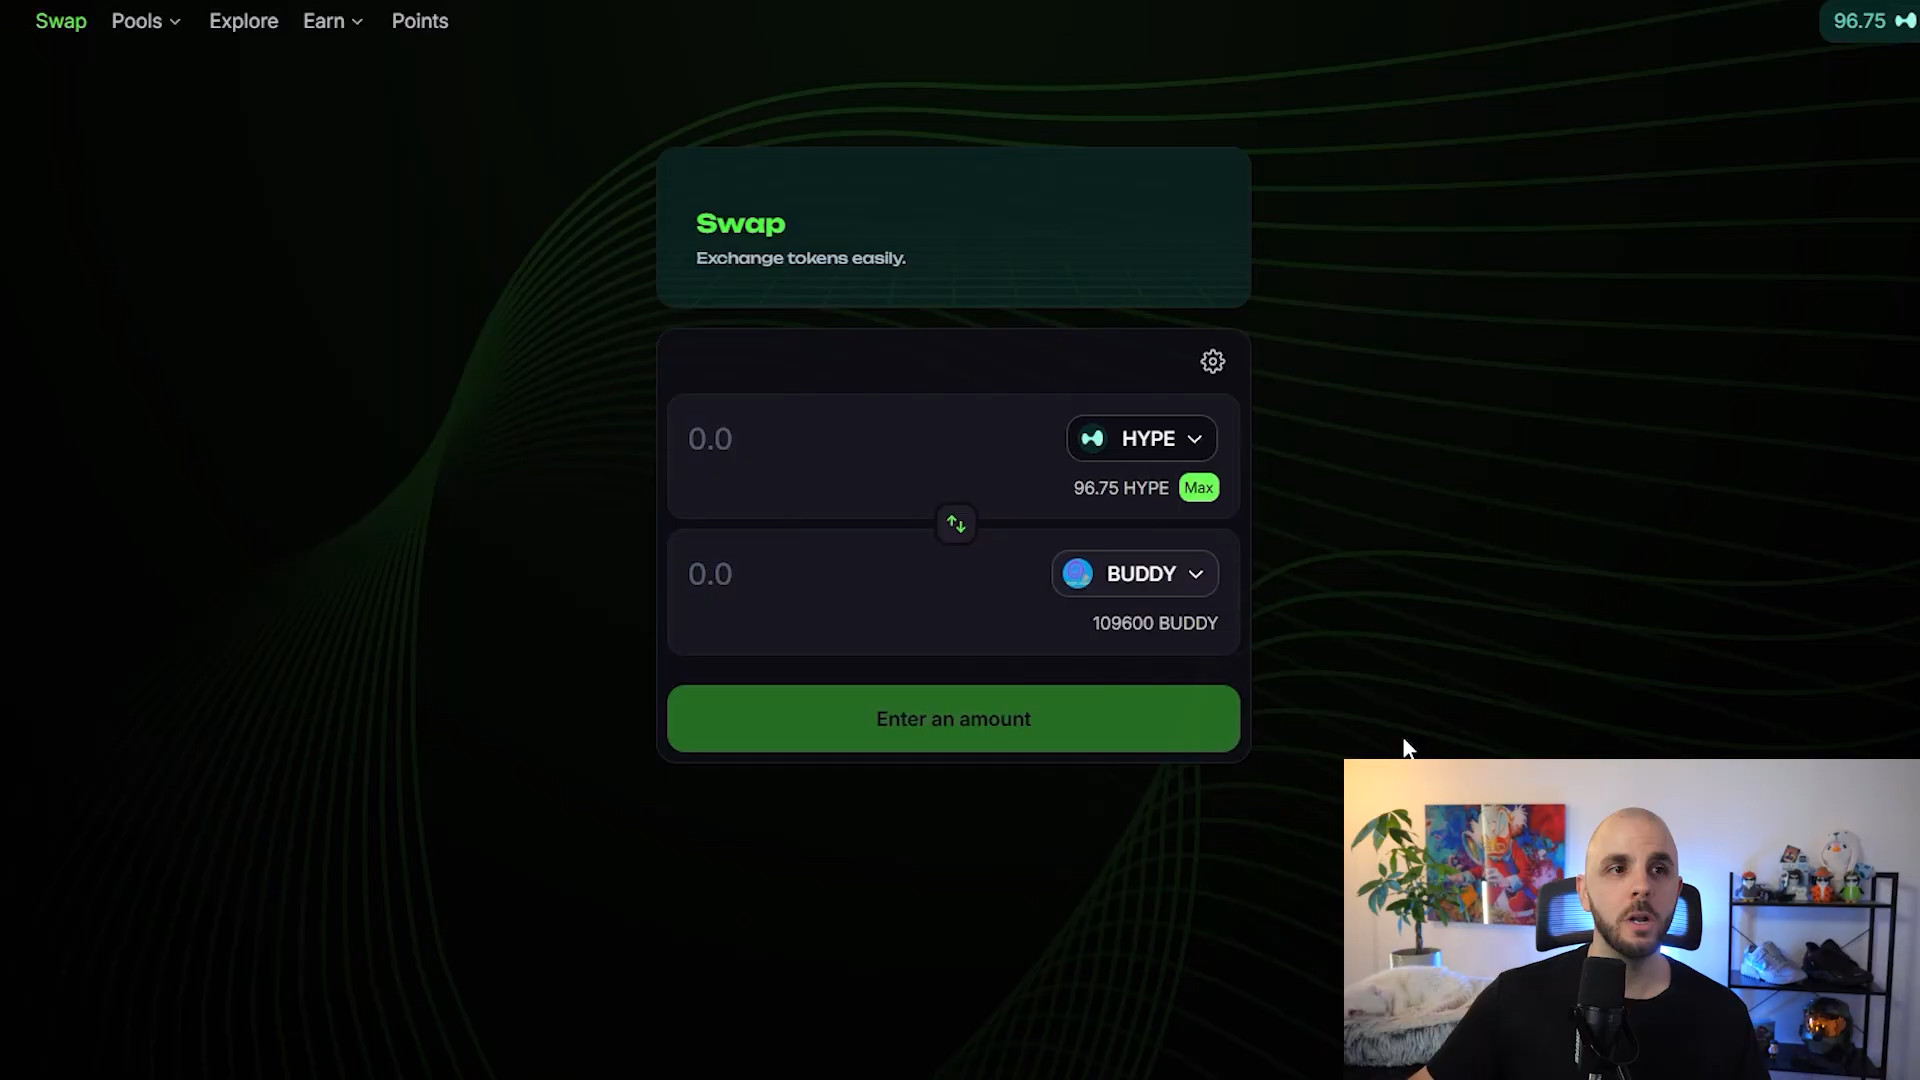 Swap Pools Explore Earn Points 96.75
Swap
Exchange tokens easily.
0.0 HYPE
96.75 HYPE Max
0.0 BUDDY
109600 BUDDY
Enter an amount